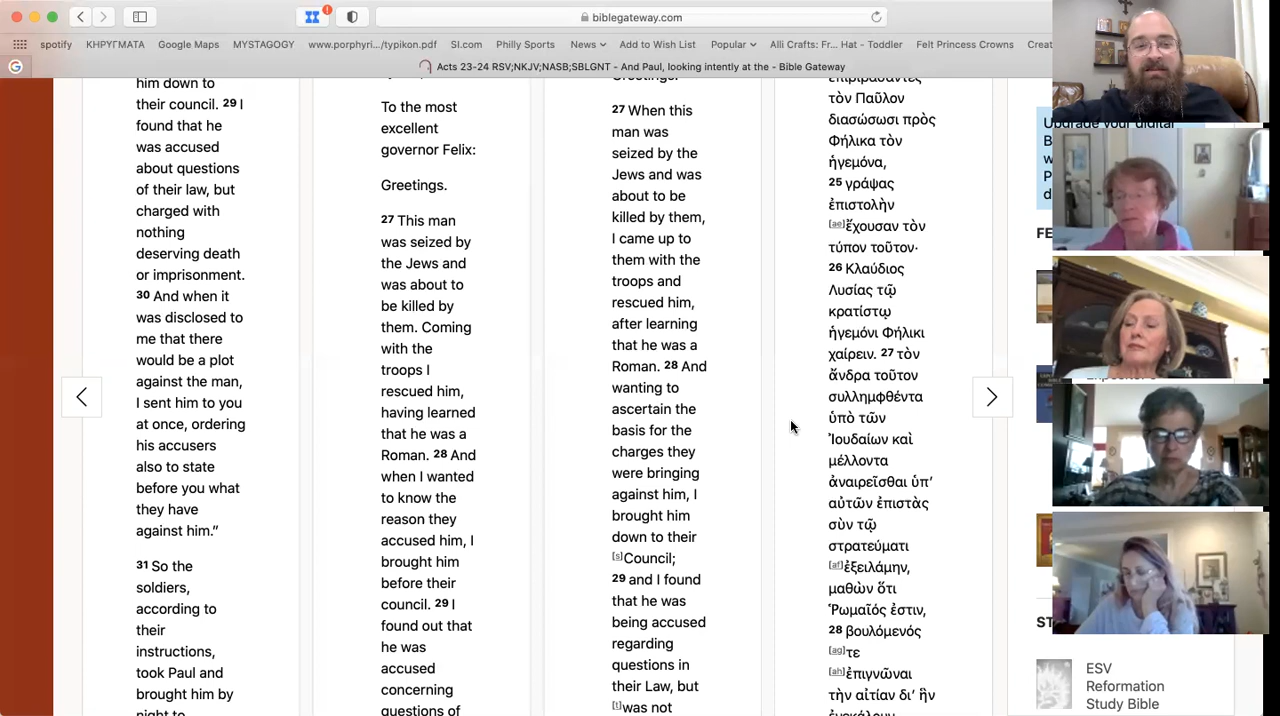 biblegateway.com
spotify
ΚΗΡΥΓΜΑΤΑ
Google Maps
MYSTAGOGY
www.porphyri.../typikon.pdf
SI.com
Philly Sports
News
Add to Wish List
Popular
Alli Crafts: Fr... Hat - Toddler
Felt Princess Crowns
Acts 23-24 RSV;NKJV;NASB;SBLGNT - And Paul, looking intently at the - Bible Gateway
him down to
their council. 29 I
found that he
was accused
about questions
of their law, but
charged with
nothing
deserving death
or imprisonment.
30 And when it
was disclosed to
me that there
would be a plot
against the man,
I sent him to you
at once, ordering
his accusers
also to state
before you what
they have
against him.”
31 So the
soldiers,
according to
their
instructions,
took Paul and
brought him by
night to
To the most
excellent
governor Felix:
Greetings.
27 This man
was seized by
the Jews and
was about to
be killed by
them. Coming
with the
troops I
rescued him,
having learned
that he was a
Roman. 28 And
when I wanted
to know the
reason they
accused him, I
brought him
before their
council. 29 I
found out that
he was
accused
concerning
questions of
Greetings.
27 When this
man was
seized by the
Jews and was
about to be
killed by them,
I came up to
them with the
troops and
rescued him,
after learning
that he was a
Roman. 28 And
wanting to
ascertain the
basis for the
charges they
were bringing
against him, I
brought him
down to their
[s]Council;
29 and I found
that he was
being accused
regarding
questions in
their Law, but
[t]was not
ἐπιβιβάσαντες
τὸν Παῦλον
διασώσωσι πρὸς
Φήλικα τὸν
ἡγεμόνα,
25 γράψας
ἐπιστολὴν
[ae]ἔχουσαν τὸν
τύπον τοῦτον·
26 Κλαύδιος
Λυσίας τῷ
κρατίστῳ
ἡγεμόνι Φήλικι
χαίρειν. 27 τὸν
ἄνδρα τοῦτον
συλλημφθέντα
ὑπὸ τῶν
Ἰουδαίων καὶ
μέλλοντα
ἀναιρεῖσθαι ὑπ’
αὐτῶν ἐπιστὰς
σὺν τῷ
στρατεύματι
[af]ἐξειλάμην,
μαθὼν ὅτι
Ῥωμαῖός ἐστιν,
28 βουλόμενός
[ag]τε
[ah]ἐπιγνῶναι
τὴν αἰτίαν δι’ ἣν
ἐνεκάλουν
Upgrade your digital
ESV
Reformation
Study Bible